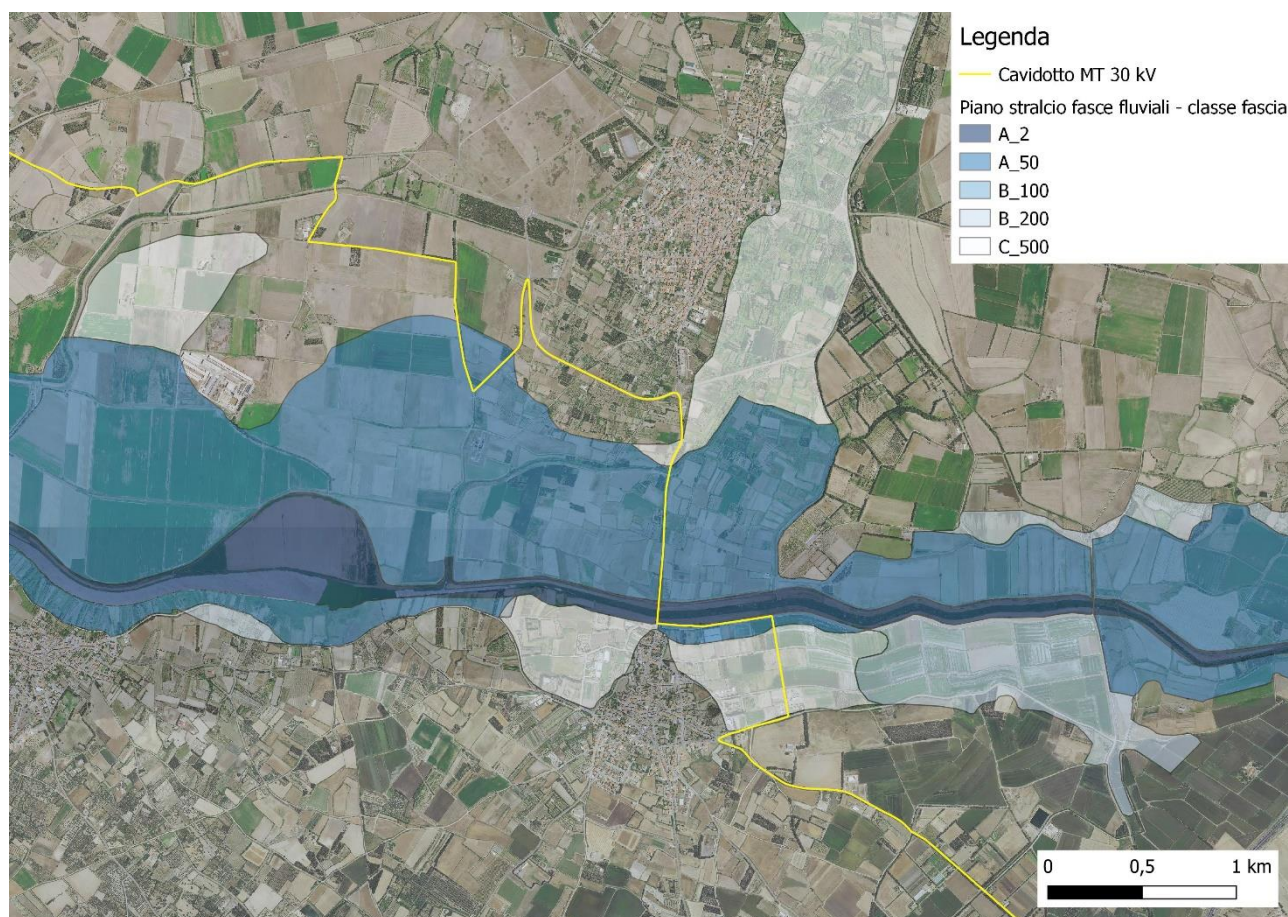 Legenda
Cavidotto MT 30 kV
Piano stralcio fasce fluviali - classe fascia
A_2
A_50
B_100
B_200
C_500
0 0,5 1 km